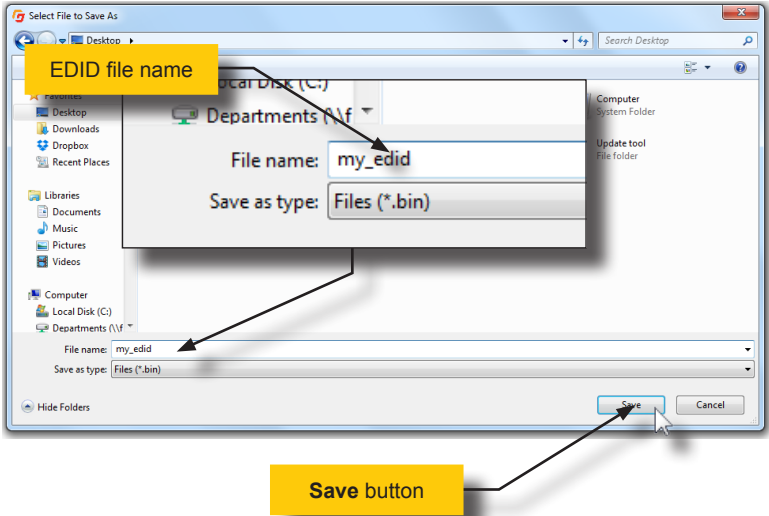 Select File to Save As
Desktop
Search Desktop
EDID file name
Favorites
Desktop
Downloads
Dropbox
Recent Places
Libraries
Documents
Music
Pictures
Videos
Computer
Local Disk (C:)
Departments (\\f
Computer
System Folder
Update tool
File folder
Local Disk (C:)
Departments (\\f
File name: my_edid
Save as type: Files (*.bin)
File name: my_edid
Save as type: Files (*.bin)
Hide Folders
Save
Cancel
Save button